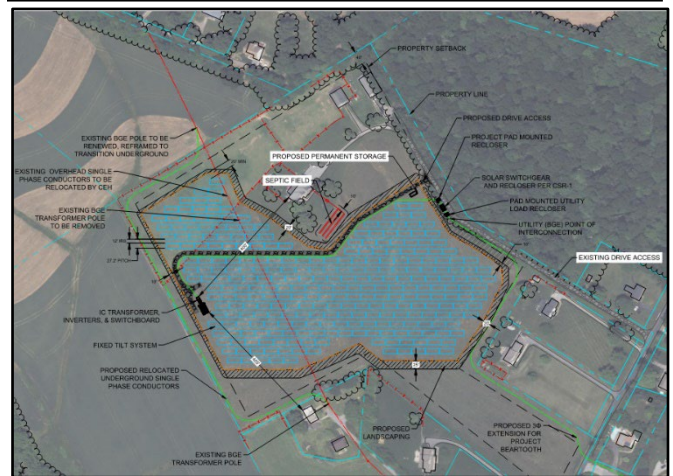 PROPERTY SETBACK
PROPERTY LINE
PROPOSED DRIVE ACCESS
PROJECT PAD MOUNTED
RECLOSER
EXISTING BGE POLE TO BE
RENEWED, REFRAMED TO
TRANSITION UNDERGROUND
PROPOSED PERMANENT STORAGE
SOLAR SWITCHGEAR
AND RECLOSER PER CSR-1
EXISTING OVERHEAD SINGLE
PHASE CONDUCTORS TO BE
RELOCATED BY CEH
SEPTIC FIELD
PAD MOUNTED UTILITY
LOAD RECLOSER
EXISTING BGE
TRANSFORMER POLE
TO BE REMOVED
UTILITY (BGE) POINT OF
INTERCONNECTION
EXISTING DRIVE ACCESS
IC TRANSFORMER,
INVERTERS, & SWITCHBOARD
FIXED TILT SYSTEM
PROPOSED RELOCATED
UNDERGROUND SINGLE
PHASE CONDUCTORS
25'
PROPOSED
LANDSCAPING
PROPOSED 3Φ
EXTENSION FOR
PROJECT
BEARTOOTH
EXISTING BGE
TRANSFORMER POLE